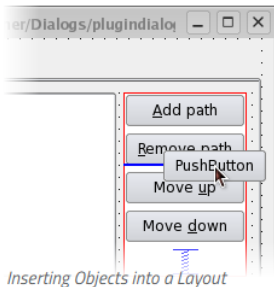 er/Dialogs/plugindialog
Add path
Remove path
PushButton
Move up
Move down
Inserting Objects into a Layout